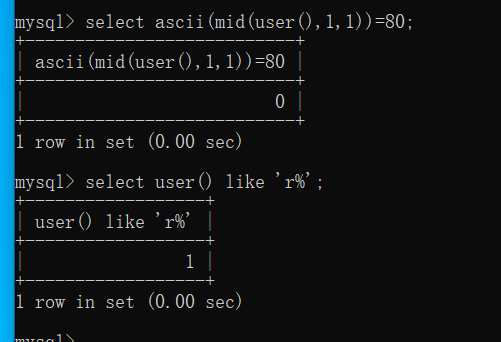 mysql> select ascii(mid(user(),1,1))=80;
+---------------------------+
| ascii(mid(user(),1,1))=80 |
+---------------------------+
|                         0 |
+---------------------------+
1 row in set (0.00 sec)
mysql> select user() like 'r%';
+------------------+
| user() like 'r%' |
+------------------+
|                1 |
+------------------+
1 row in set (0.00 sec)
mysql>